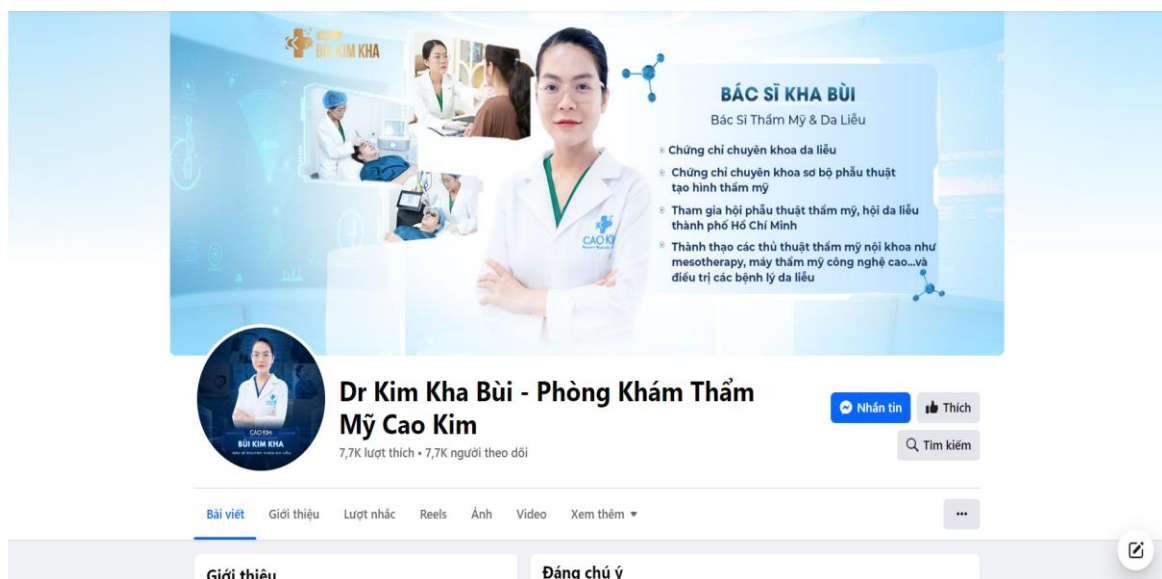 BÙI KIM KHA
BÁC SĨ KHA BÙI
Bác Sĩ Thẩm Mỹ & Da Liễu
Chứng chỉ chuyên khoa da liễu
Chứng chỉ chuyên khoa sơ bộ phẫu thuật
tạo hình thẩm mỹ
Tham gia hội phẫu thuật thẩm mỹ, hội da liễu
thành phố Hồ Chí Minh
Thành thạo các thủ thuật thẩm mỹ nội khoa như
mesotherapy, máy thẩm mỹ công nghệ cao...và
điều trị các bệnh lý da liễu
CAO KI
CAO KIM
BÙI KIM KHA
Dr Kim Kha Bùi - Phòng Khám Thẩm
Mỹ Cao Kim
7,7K lượt thích • 7,7K người theo dõi
Nhắn tin
Thích
Tìm kiếm
Bài viết
Giới thiệu
Lượt nhắc
Reels
Ảnh
Video
Xem thêm
Giới thiệu
Đáng chú ý